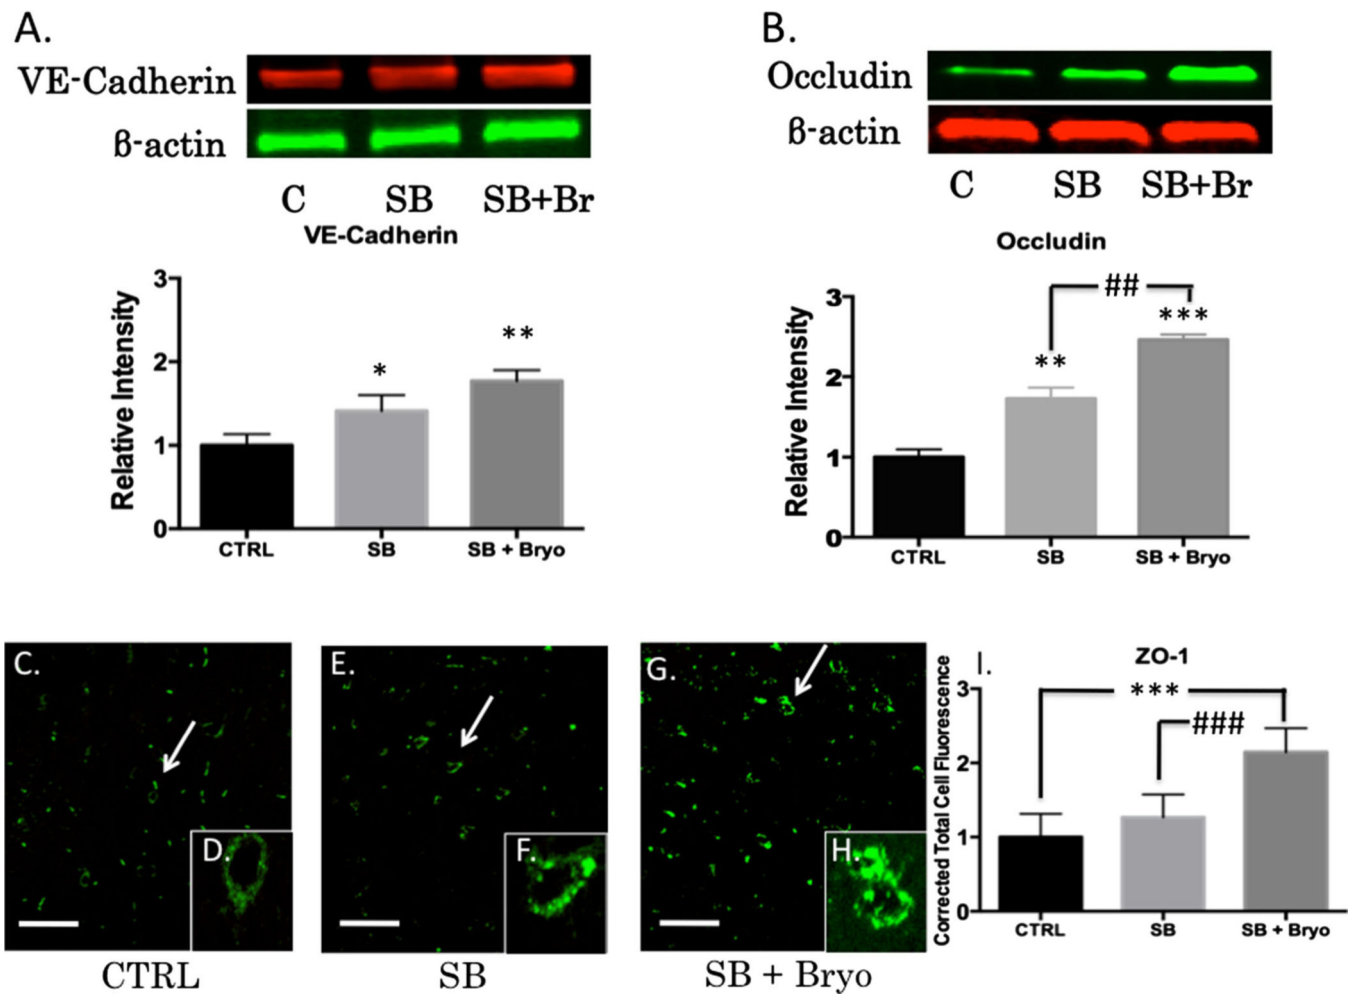 A.
VE-Cadherin
ß-actin
C SB SB+Br
VE-Cadherin
Relative Intensity
3
2
1
0
*
**
CTRL SB SB + Bryo
B.
Occludin
ß-actin
C SB SB+Br
Occludin
Relative Intensity
3
2
1
0
##
**
***
CTRL SB SB + Bryo
C.
D.
CTRL
E.
F.
SB
G.
H.
SB + Bryo
I.
ZO-1
Corrected Total Cell Fluorescence
3
2
1
0
***
###
CTRL SB SB + Bryo